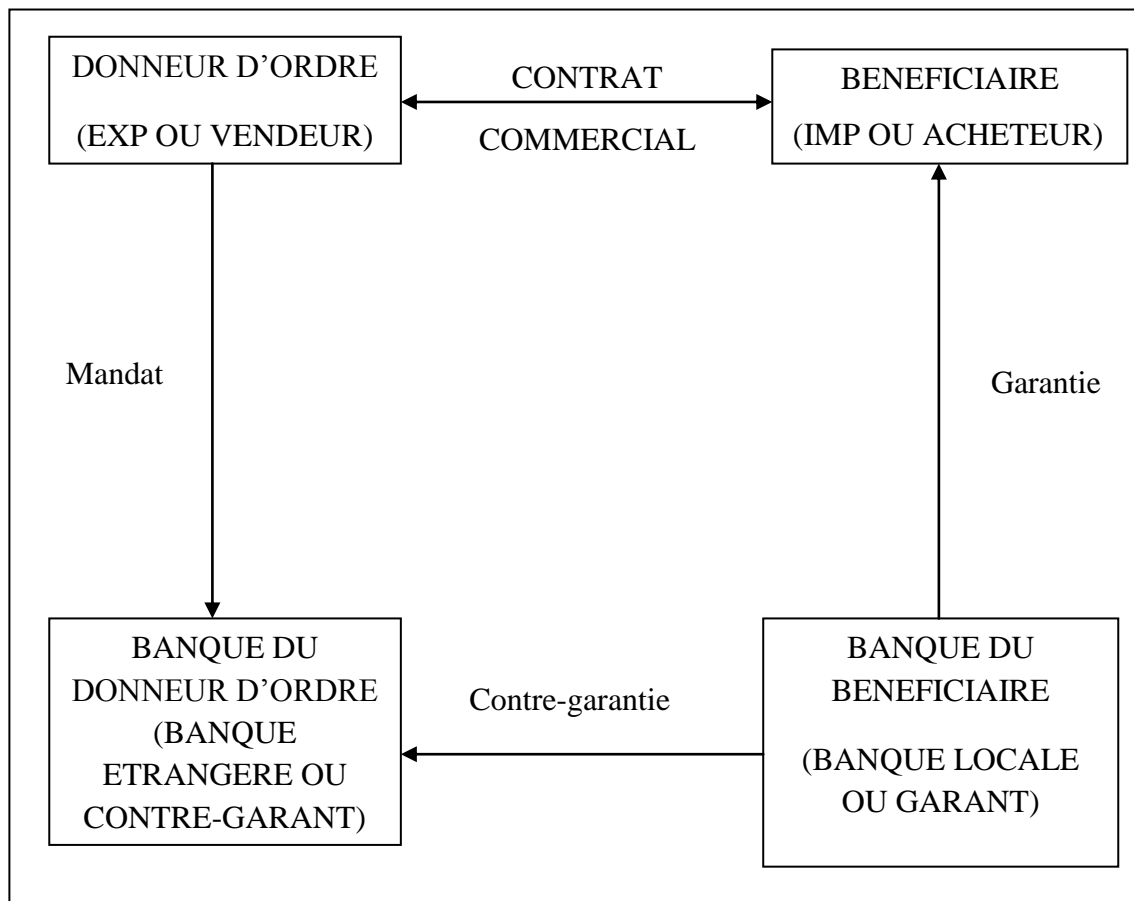 DONNEUR D’ORDRE
(EXP OU VENDEUR)
CONTRAT
COMMERCIAL
BENEFICIAIRE
(IMP OU ACHETEUR)
Mandat
Garantie
BANQUE DU
DONNEUR D’ORDRE
(BANQUE
ETRANGERE OU
CONTRE-GARANT)
Contre-garantie
BANQUE DU
BENEFICIAIRE
(BANQUE LOCALE
OU GARANT)